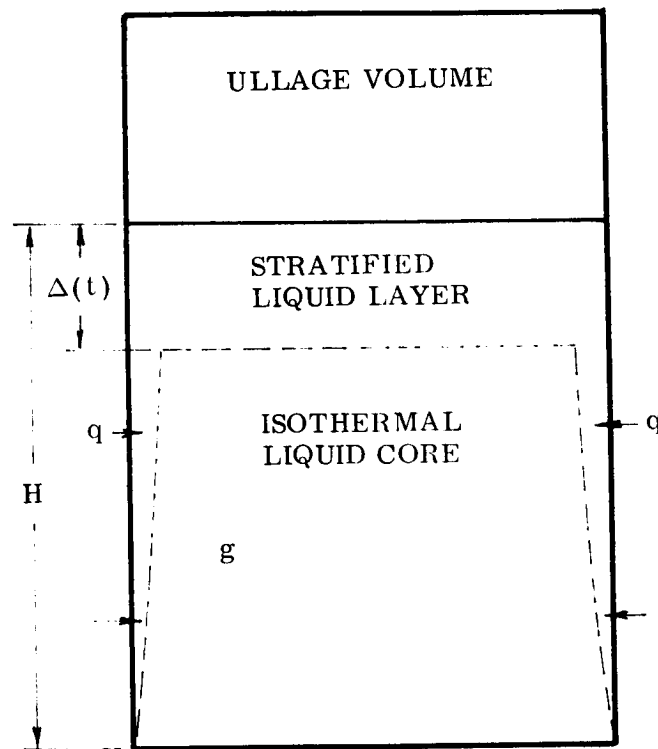 ULLAGE VOLUME
STRATIFIED
LIQUID LAYER
Δ(t)
ISOTHERMAL
LIQUID CORE
q
q
H
g